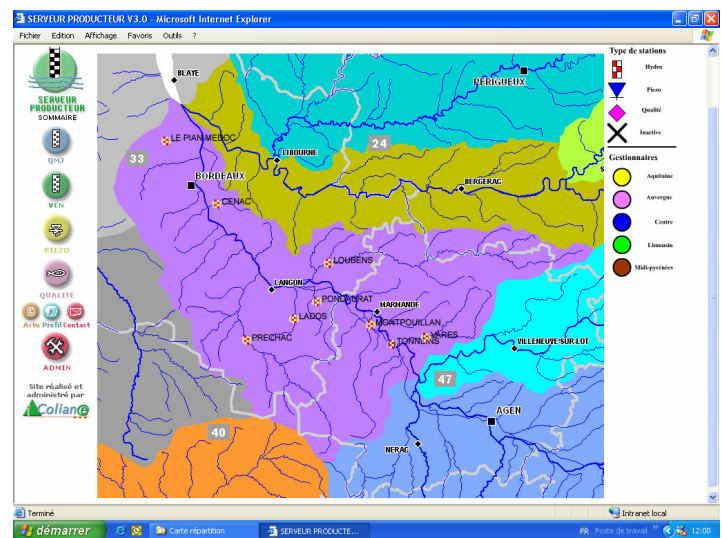 SERVEUR PRODUCTEUR V3.0 - Microsoft Internet Explorer
Fichier Edition Affichage Favoris Outils ?
SERVEUR
PRODUCTEUR
SOMMAIRE
QMJ
VCN
PIEZO
QUALITE
Actu Profil Contact
ADMIN
Site réalisé et
administré par
Coliane
BLAYE
PÉRIGUEUX
LE PIAN MEDOC
33
24
LIBOURNE
BORDEAUX
BERGERAC
CENAC
LOUBENS
LANGON
PONDAURAT
MARMANDE
LADOS
MONTPOUILLAN
PRECHAC
VARES
TONNEINS
VILLENEUVE SUR LOT
47
40
AGEN
NERAC
Type de stations
Hydro
Piezo
Qualité
Inactive
Gestionnaires
Aquitaine
Auvergne
Centre
Limousin
Midi-pyrénées
Terminé
Intranet local
démarrer
Carte répartition
SERVEUR PRODUCTE...
FR
Poste de travail
12:00